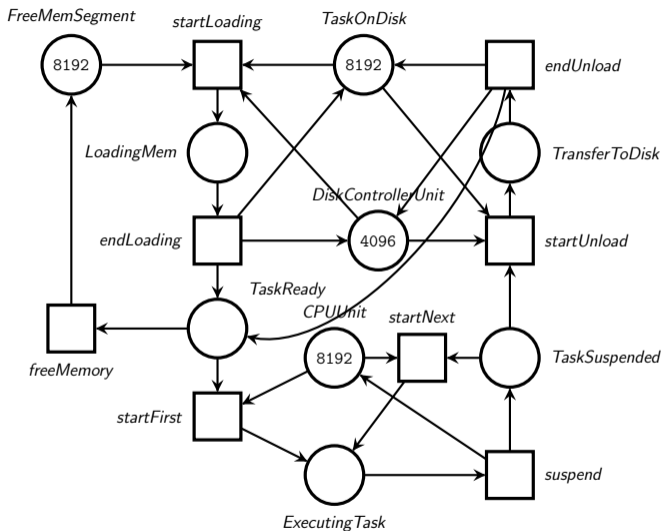 FreeMemSegment
startLoading
TaskOnDisk
8192
8192
endUnload
LoadingMem
TransferToDisk
DiskControllerUnit
endLoading
4096
startUnload
TaskReady
CPUUnit
startNext
freeMemory
8192
TaskSuspended
startFirst
suspend
ExecutingTask